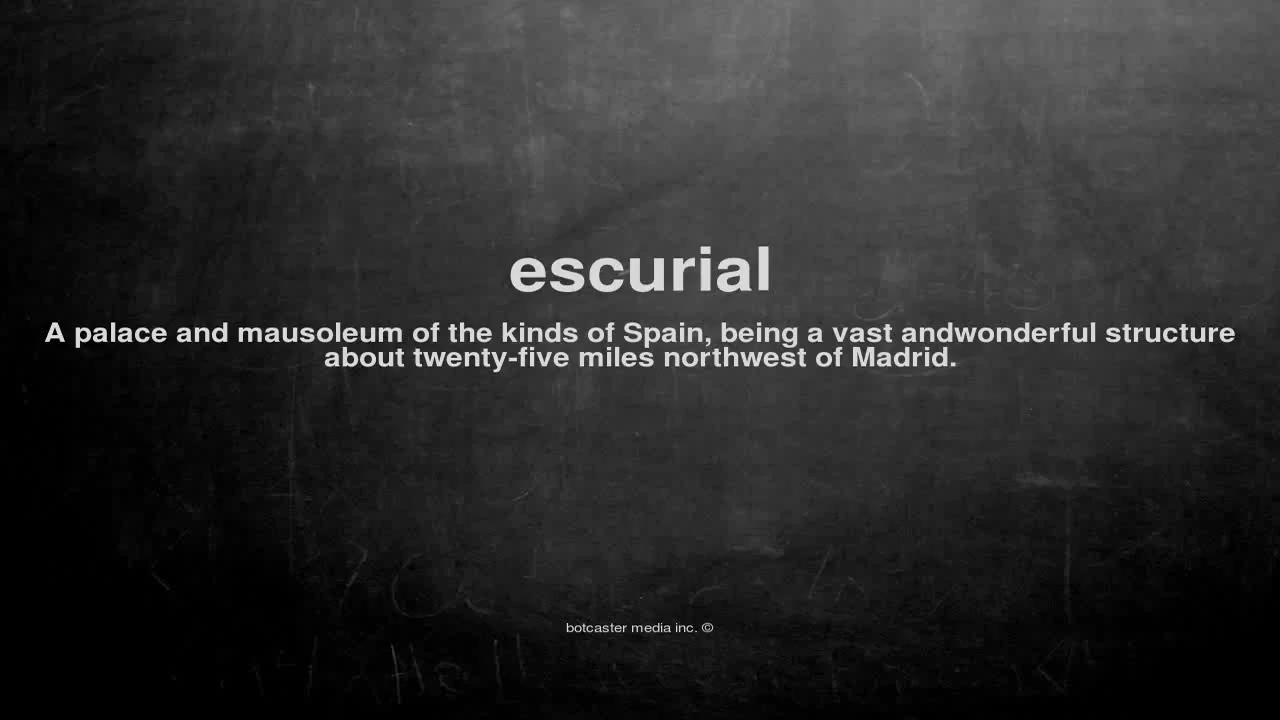 escurial
A palace and mausoleum of the kinds of Spain, being a vast andwonderful structure
about twenty-five miles northwest of Madrid.
botcaster media inc. ©